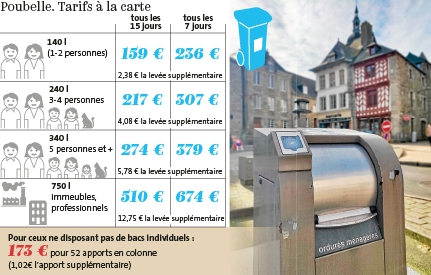 Poubelle. Tarifs à la carte
tous les 15 jours
tous les 7 jours
140 l
(1-2 personnes)
159 € 236 €
2,38 € la levée supplémentaire
240 l
3-4 personnes
217 € 307 €
4,08 € la levée supplémentaire
340 l
5 personnes et +
274 € 379 €
5,78 € la levée supplémentaire
750 l
immeubles,
professionnels
510 € 674 €
12,75 € la levée supplémentaire
Pour ceux ne disposant pas de bacs individuels :
173 € pour 52 apports en colonne
(1,02€ l'apport supplémentaire)
ordures ménagères